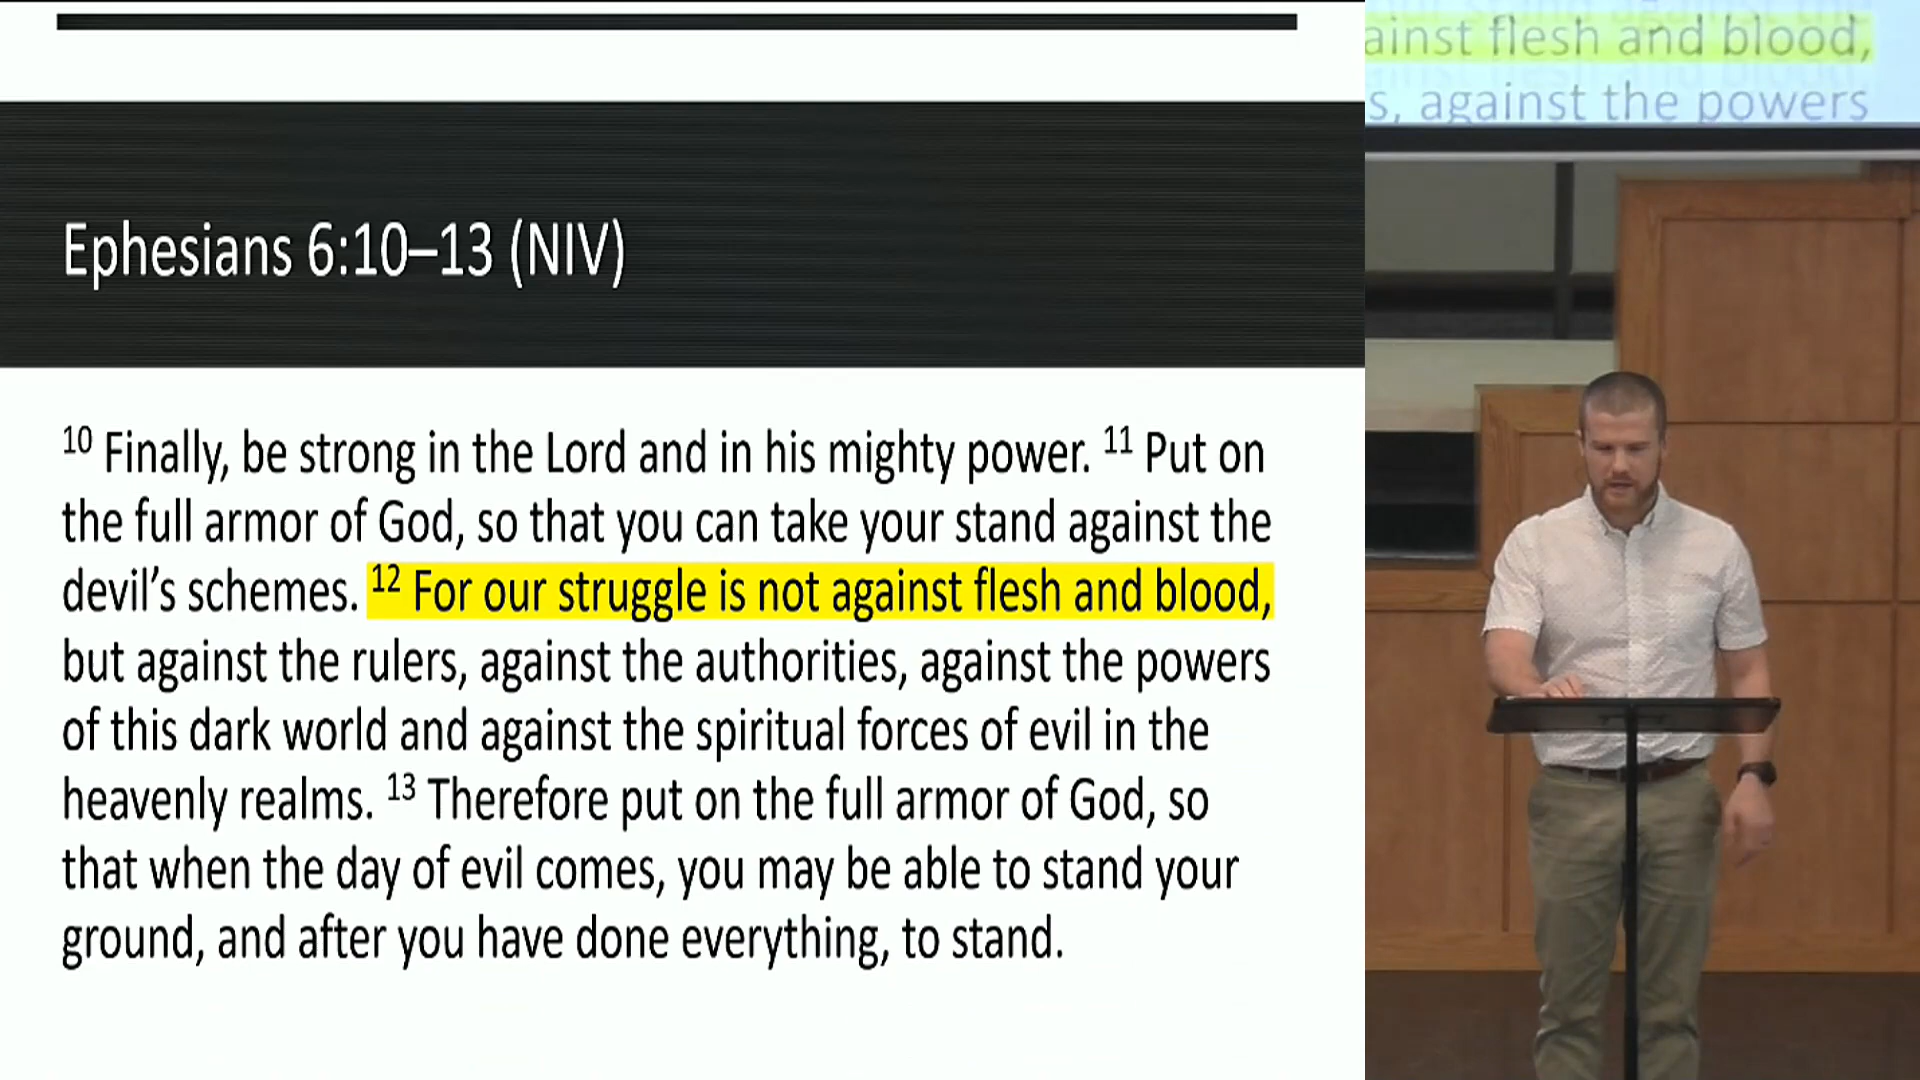 Ephesians 6:10–13 (NIV)
10 Finally, be strong in the Lord and in his mighty power. 11 Put on
the full armor of God, so that you can take your stand against the
devil’s schemes. 12 For our struggle is not against flesh and blood,
but against the rulers, against the authorities, against the powers
of this dark world and against the spiritual forces of evil in the
heavenly realms. 13 Therefore put on the full armor of God, so
that when the day of evil comes, you may be able to stand your
ground, and after you have done everything, to stand.
ainst flesh and blood,
s, against the powers